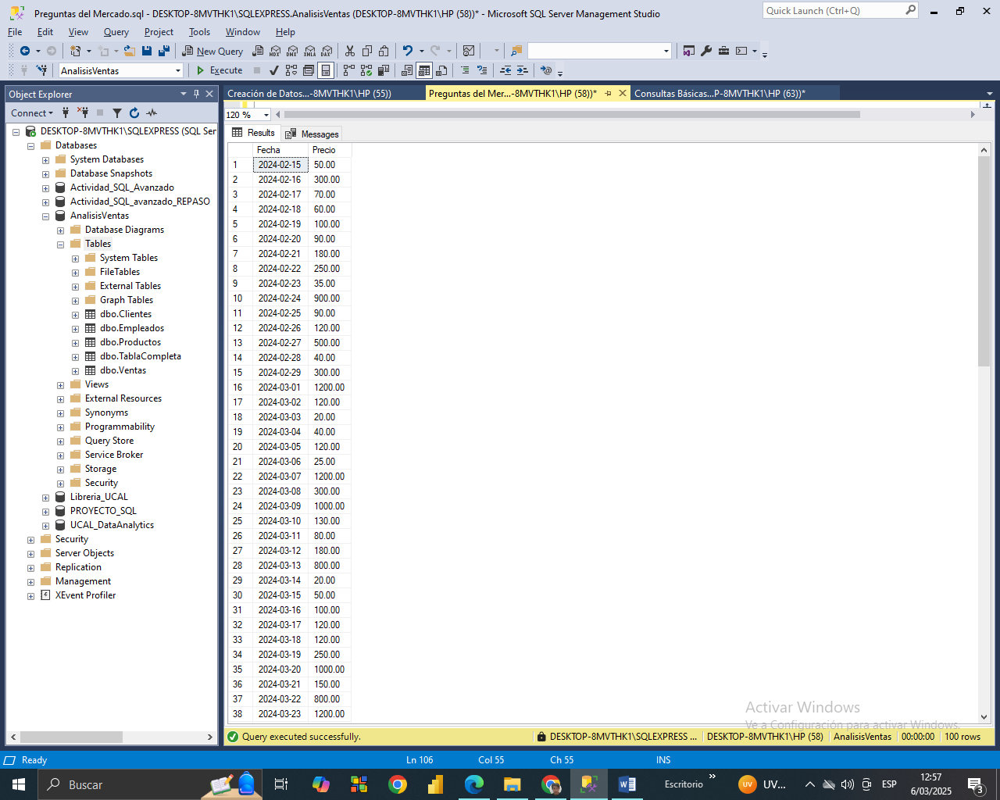 Preguntas del Mercado.sql - DESKTOP-8MVTHK1\SQLEXPRESS.AnalisisVentas (DESKTOP-8MVTHK1\HP (58))* - Microsoft SQL Server Management Studio
Quick Launch (Ctrl+Q)
File Edit View Query Project Tools Window Help
New Query MDX DMX XMLA DAX
AnalisisVentas Execute
Object Explorer
Connect
DESKTOP-8MVTHK1\SQLEXPRESS (SQL Ser
Databases
System Databases
Database Snapshots
Actividad_SQL_Avanzado
Actividad_SQL_avanzado_REPASO
AnalisisVentas
Database Diagrams
Tables
System Tables
FileTables
External Tables
Graph Tables
dbo.Clientes
dbo.Empleados
dbo.Productos
dbo.TablaCompleta
dbo.Ventas
Views
External Resources
Synonyms
Programmability
Query Store
Service Broker
Storage
Security
Libreria_UCAL
PROYECTO_SQL
UCAL_DataAnalytics
Security
Server Objects
Replication
Management
XEvent Profiler
Creación de Datos...-8MVTHK1\HP (55)) Preguntas del Mer...-8MVTHK1\HP (58))* Consultas Básicas...P-8MVTHK1\HP (63))*
120 %
Results Messages
Fecha Precio
1 2024-02-15 50.00
2 2024-02-16 300.00
3 2024-02-17 70.00
4 2024-02-18 60.00
5 2024-02-19 100.00
6 2024-02-20 90.00
7 2024-02-21 180.00
8 2024-02-22 250.00
9 2024-02-23 35.00
10 2024-02-24 900.00
11 2024-02-25 90.00
12 2024-02-26 120.00
13 2024-02-27 500.00
14 2024-02-28 40.00
15 2024-02-29 300.00
16 2024-03-01 1200.00
17 2024-03-02 120.00
18 2024-03-03 20.00
19 2024-03-04 40.00
20 2024-03-05 120.00
21 2024-03-06 25.00
22 2024-03-07 1200.00
23 2024-03-08 300.00
24 2024-03-09 1000.00
25 2024-03-10 130.00
26 2024-03-11 80.00
27 2024-03-12 180.00
28 2024-03-13 800.00
29 2024-03-14 20.00
30 2024-03-15 50.00
31 2024-03-16 100.00
32 2024-03-17 120.00
33 2024-03-18 120.00
34 2024-03-19 250.00
35 2024-03-20 1000.00
36 2024-03-21 150.00
37 2024-03-22 800.00
38 2024-03-23 1200.00
Activar Windows
Ve a Configuración para activar Windows.
Query executed successfully. DESKTOP-8MVTHK1\SQLEXPRESS ... DESKTOP-8MVTHK1\HP (58) AnalisisVentas 00:00:00 100 rows
Ready Ln 106 Col 55 Ch 55 INS
Buscar Escritorio » UV UV... ESP 12:57
6/03/2025 3